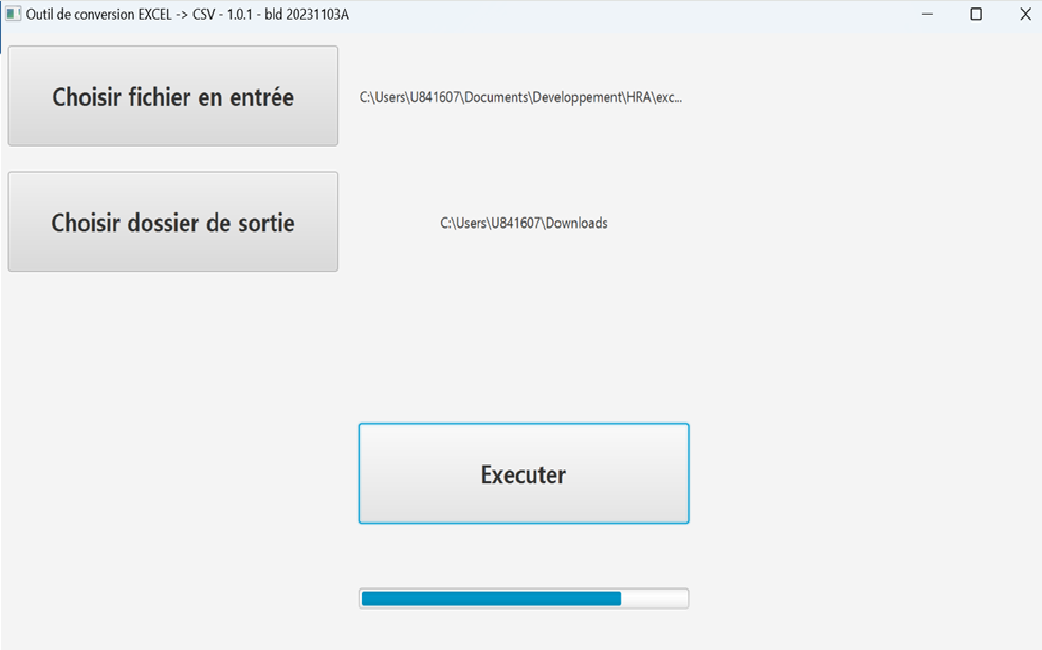 Outil de conversion EXCEL -> CSV - 1.0.1 - bld 20231103A
Choisir fichier en entrée
C:\Users\U841607\Documents\Developpement\HRA\exc...
Choisir dossier de sortie
C:\Users\U841607\Downloads
Executer